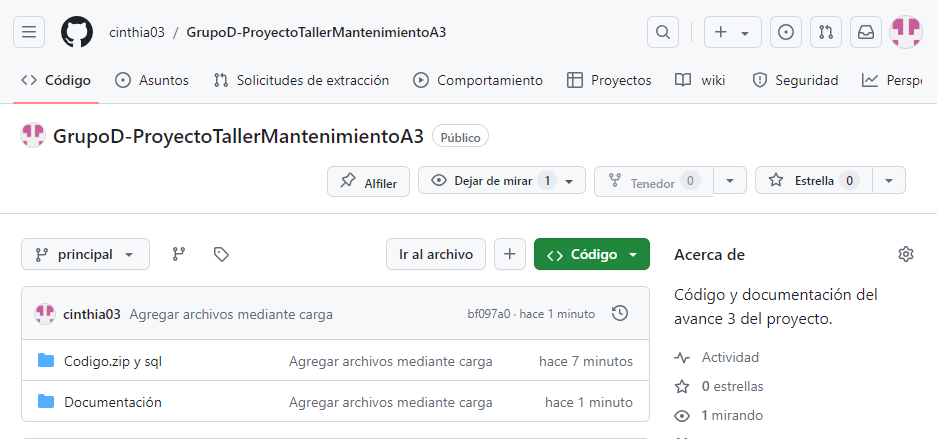 cinthia03 / GrupoD-ProyectoTallerMantenimientoA3
Código Asuntos Solicitudes de extracción Comportamiento Proyectos wiki Seguridad Perspe
GrupoD-ProyectoTallerMantenimientoA3 Público
Alfiler Dejar de mirar 1 Tenedor 0 Estrella 0
principal Ir al archivo + Código
Acerca de
cinthia03 Agregar archivos mediante carga bf097a0 · hace 1 minuto
Codigo.zip y sql Agregar archivos mediante carga hace 7 minutos
Documentación Agregar archivos mediante carga hace 1 minuto
Código y documentación del
avance 3 del proyecto.
Actividad
0 estrellas
1 mirando